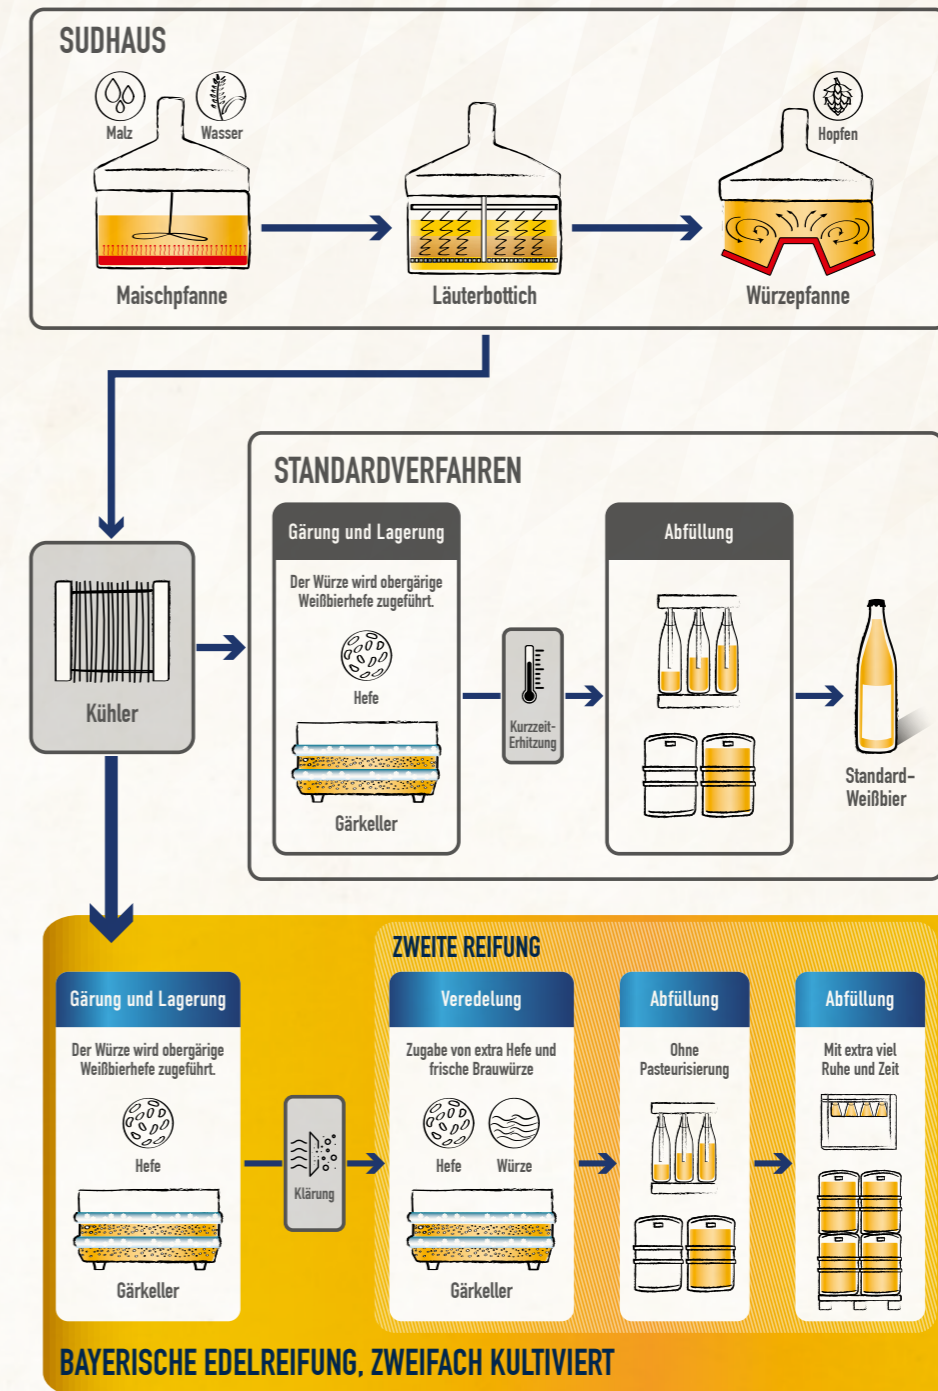 SUDHAUS
Malz
Wasser
Hopfen
Maischpfanne
Läuterbottich
Würzepfanne
STANDARDVERFAHREN
Gärung und Lagerung
Der Würze wird obergärige
Weißbierhefe zugeführt.
Hefe
Gärkeller
Kühler
Kurzzeit-
Erhitzung
Abfüllung
Standard-
Weißbier
ZWEITE REIFUNG
Gärung und Lagerung
Der Würze wird obergärige
Weißbierhefe zugeführt.
Hefe
Gärkeller
Klärung
Veredelung
Zugabe von extra Hefe und
frische Brauwürze
Hefe
Würze
Gärkeller
Abfüllung
Ohne
Pasteurisierung
Abfüllung
Mit extra viel
Ruhe und Zeit
BAYERISCHE EDELREIFUNG, ZWEIFACH KULTIVIERT